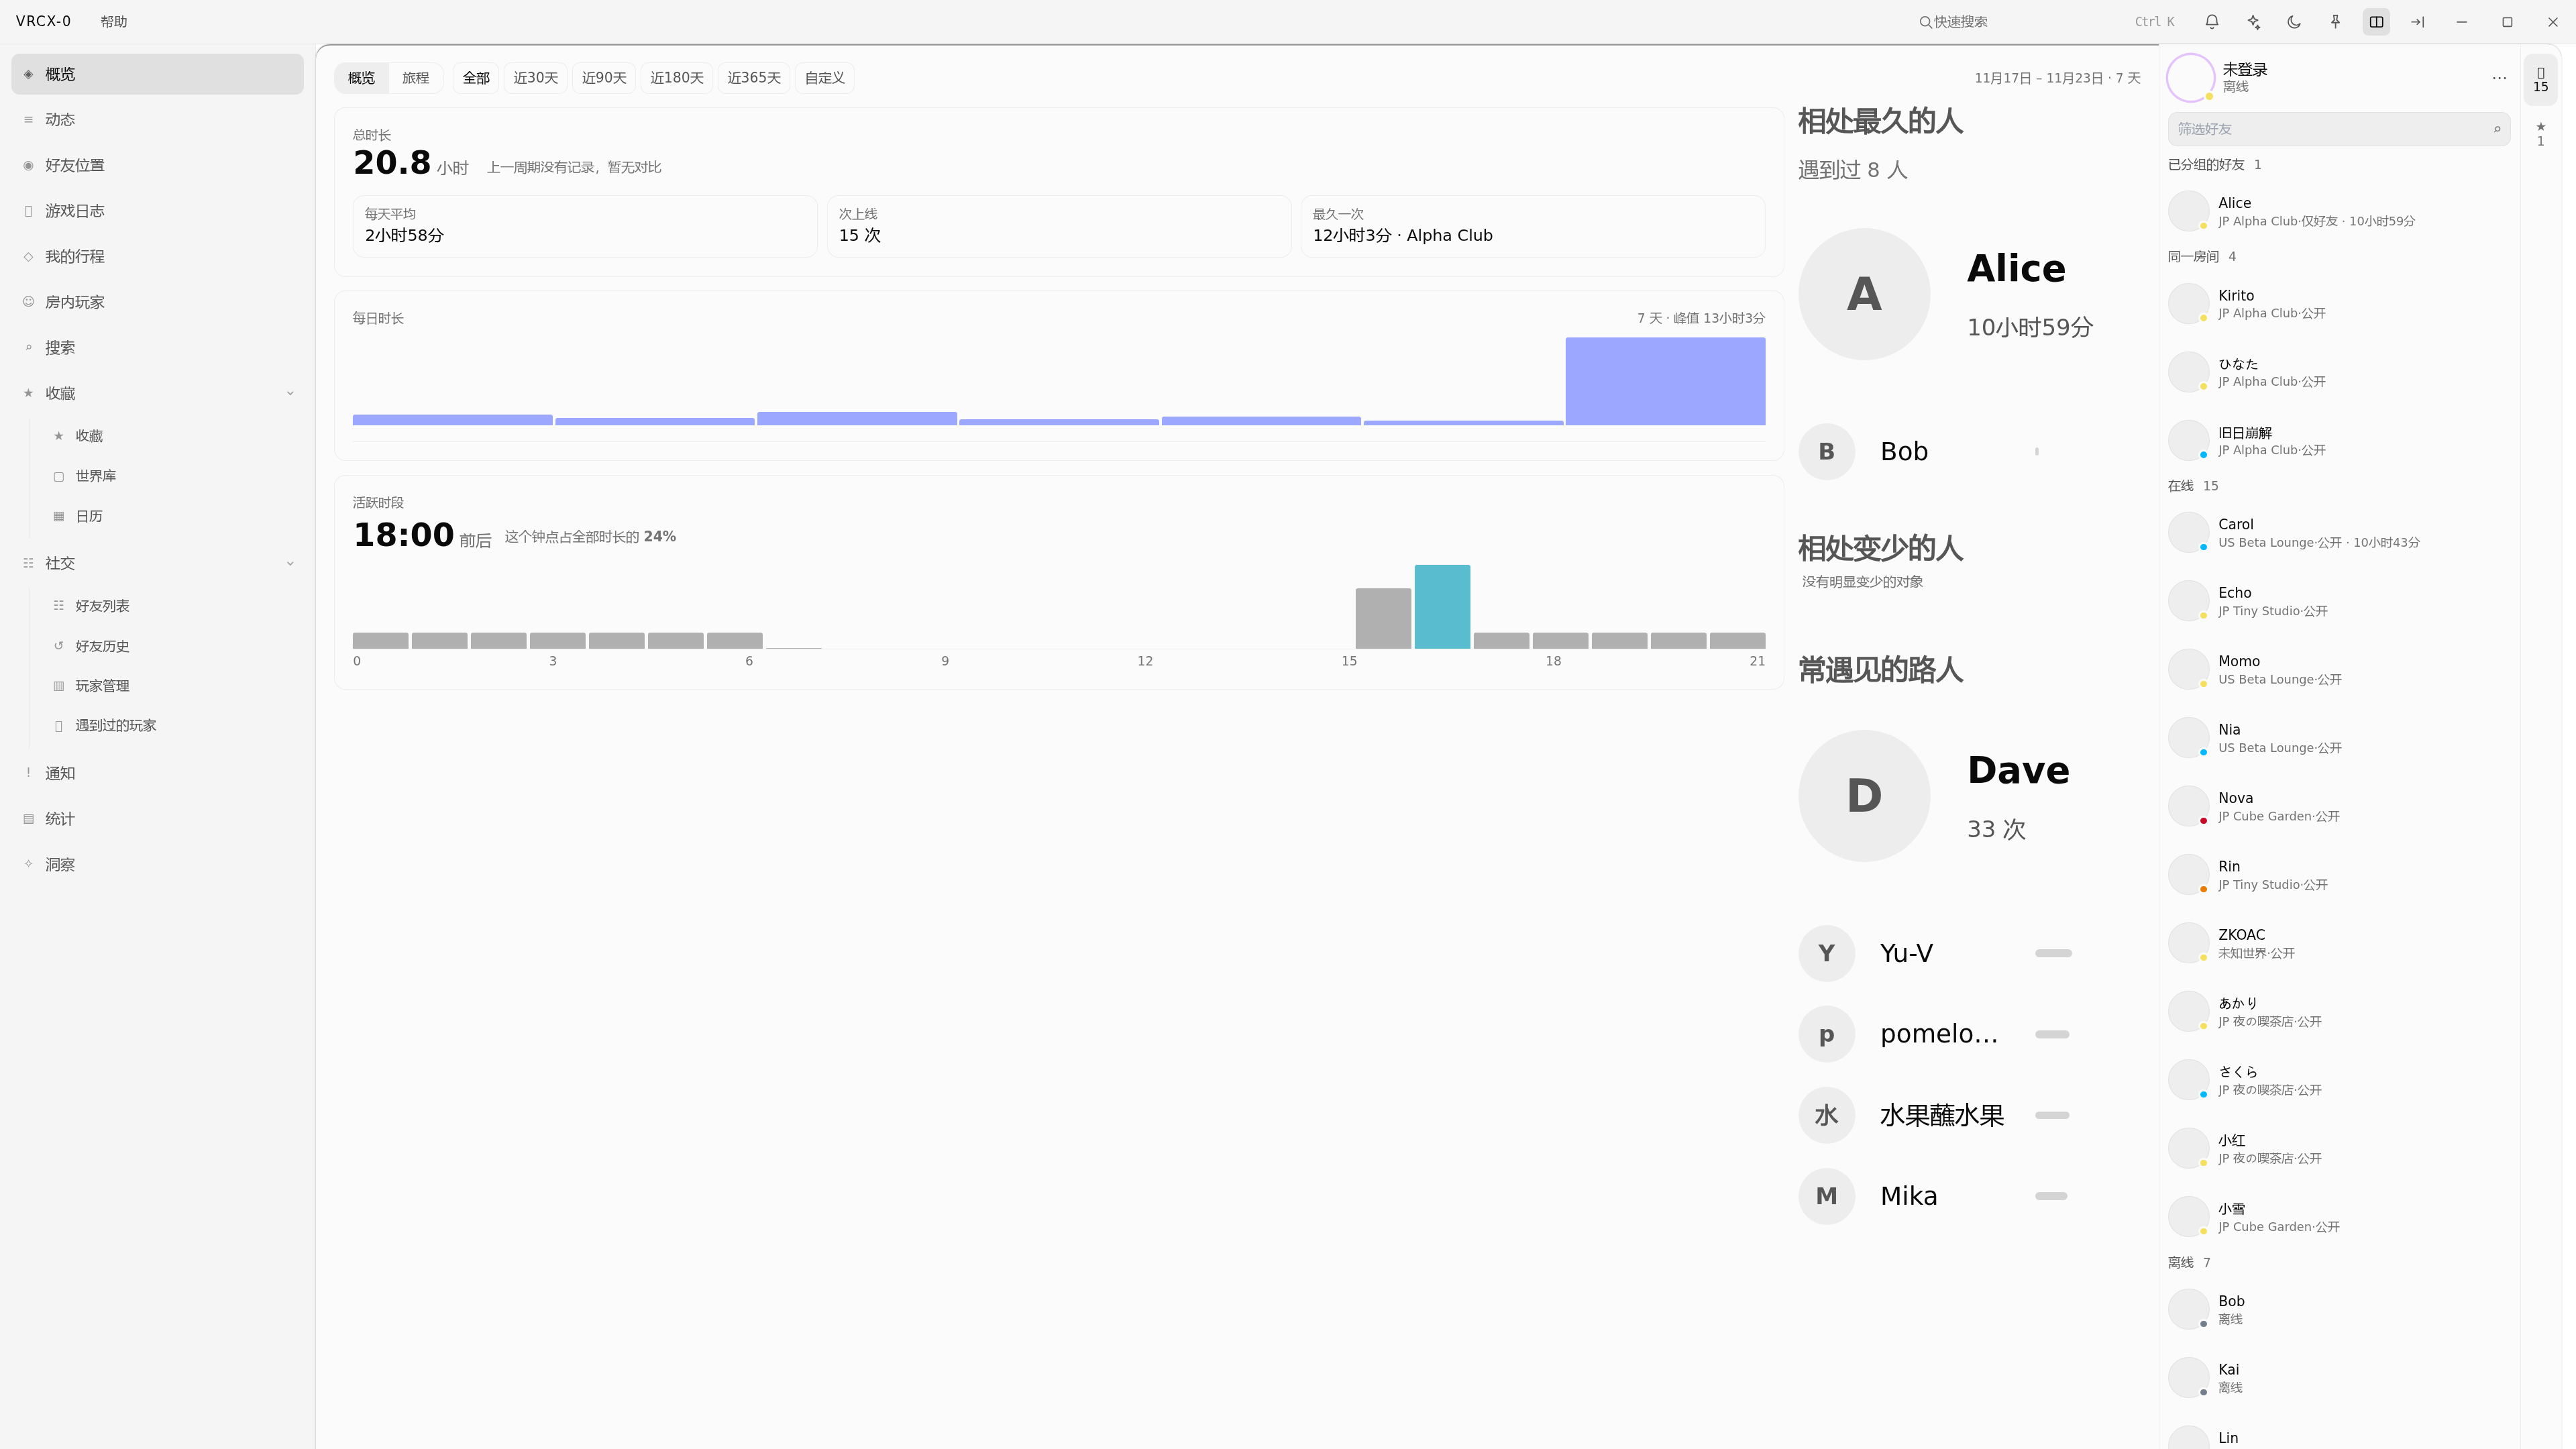 VRCX-0
帮助
快速搜索
Ctrl K
概览
动态
好友位置
游戏日志
我的行程
房内玩家
搜索
收藏
收藏
世界库
日历
社交
好友列表
好友历史
玩家管理
遇到过的玩家
通知
统计
洞察
概览 旅程 全部 近30天 近90天 近180天 近365天 自定义
11月17日 – 11月23日 · 7 天
总时长
20.8 小时 上一周期没有记录，暂无对比
每天平均
2小时58分
次上线
15 次
最久一次
12小时3分 · Alpha Club
每日时长
7 天 · 峰值 13小时3分
活跃时段
18:00 前后 这个钟点占全部时长的 24%
0 3 6 9 12 15 18 21
相处最久的人
遇到过 8 人
A
Alice
10小时59分
B
Bob
相处变少的人
没有明显变少的对象
常遇见的路人
D
Dave
33 次
Y
Yu-V
p
pomelo…
水
水果蘸水果
M
Mika
未登录
离线
…
筛选好友
已分组的好友 1
Alice
JP Alpha Club·仅好友 · 10小时59分
同一房间 4
Kirito
JP Alpha Club·公开
ひなた
JP Alpha Club·公开
旧日崩解
JP Alpha Club·公开
在线 15
Carol
US Beta Lounge·公开 · 10小时43分
Echo
JP Tiny Studio·公开
Momo
US Beta Lounge·公开
Nia
US Beta Lounge·公开
Nova
JP Cube Garden·公开
Rin
JP Tiny Studio·公开
ZKOAC
未知世界·公开
あかり
JP 夜の喫茶店·公开
さくら
JP 夜の喫茶店·公开
小红
JP 夜の喫茶店·公开
小雪
JP Cube Garden·公开
离线 7
Bob
离线
Kai
离线
Lin
15
★
1